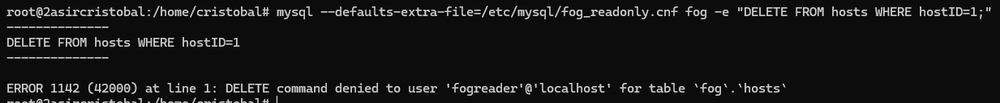 root@2asircristobal:/home/cristobal# mysql --defaults-extra-file=/etc/mysql/fog_readonly.cnf fog -e "DELETE FROM hosts WHERE hostID=1;"
--------------
DELETE FROM hosts WHERE hostID=1
--------------
ERROR 1142 (42000) at line 1: DELETE command denied to user 'fogreader'@'localhost' for table `fog`.`hosts`
root@2asircristobal:/home/cristobal#